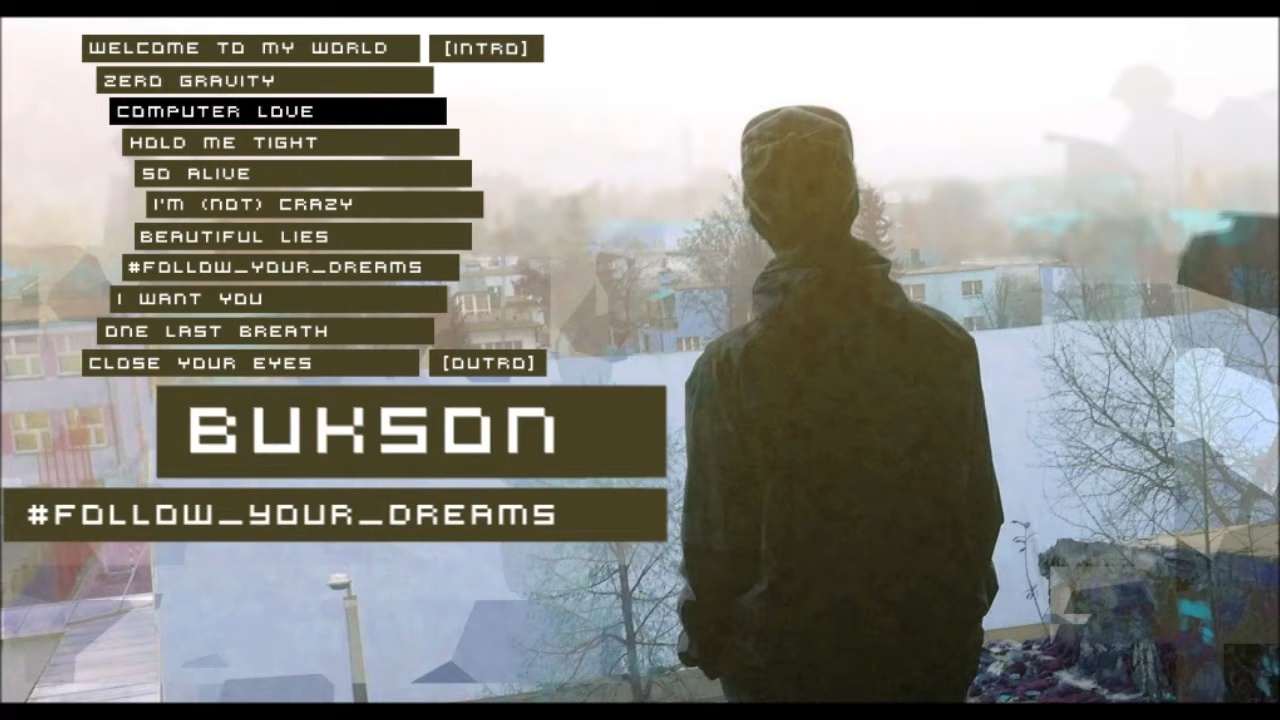 WELCOME TO MY WORLD [INTRO]
ZERO GRAVITY
COMPUTER LOVE
HOLD ME TIGHT
SO ALIVE
I'M (NOT) CRAZY
BEAUTIFUL LIES
#FOLLOW_YOUR_DREAMS
I WANT YOU
ONE LAST BREATH
CLOSE YOUR EYES [OUTRO]
BUKSON
#FOLLOW_YOUR_DREAMS